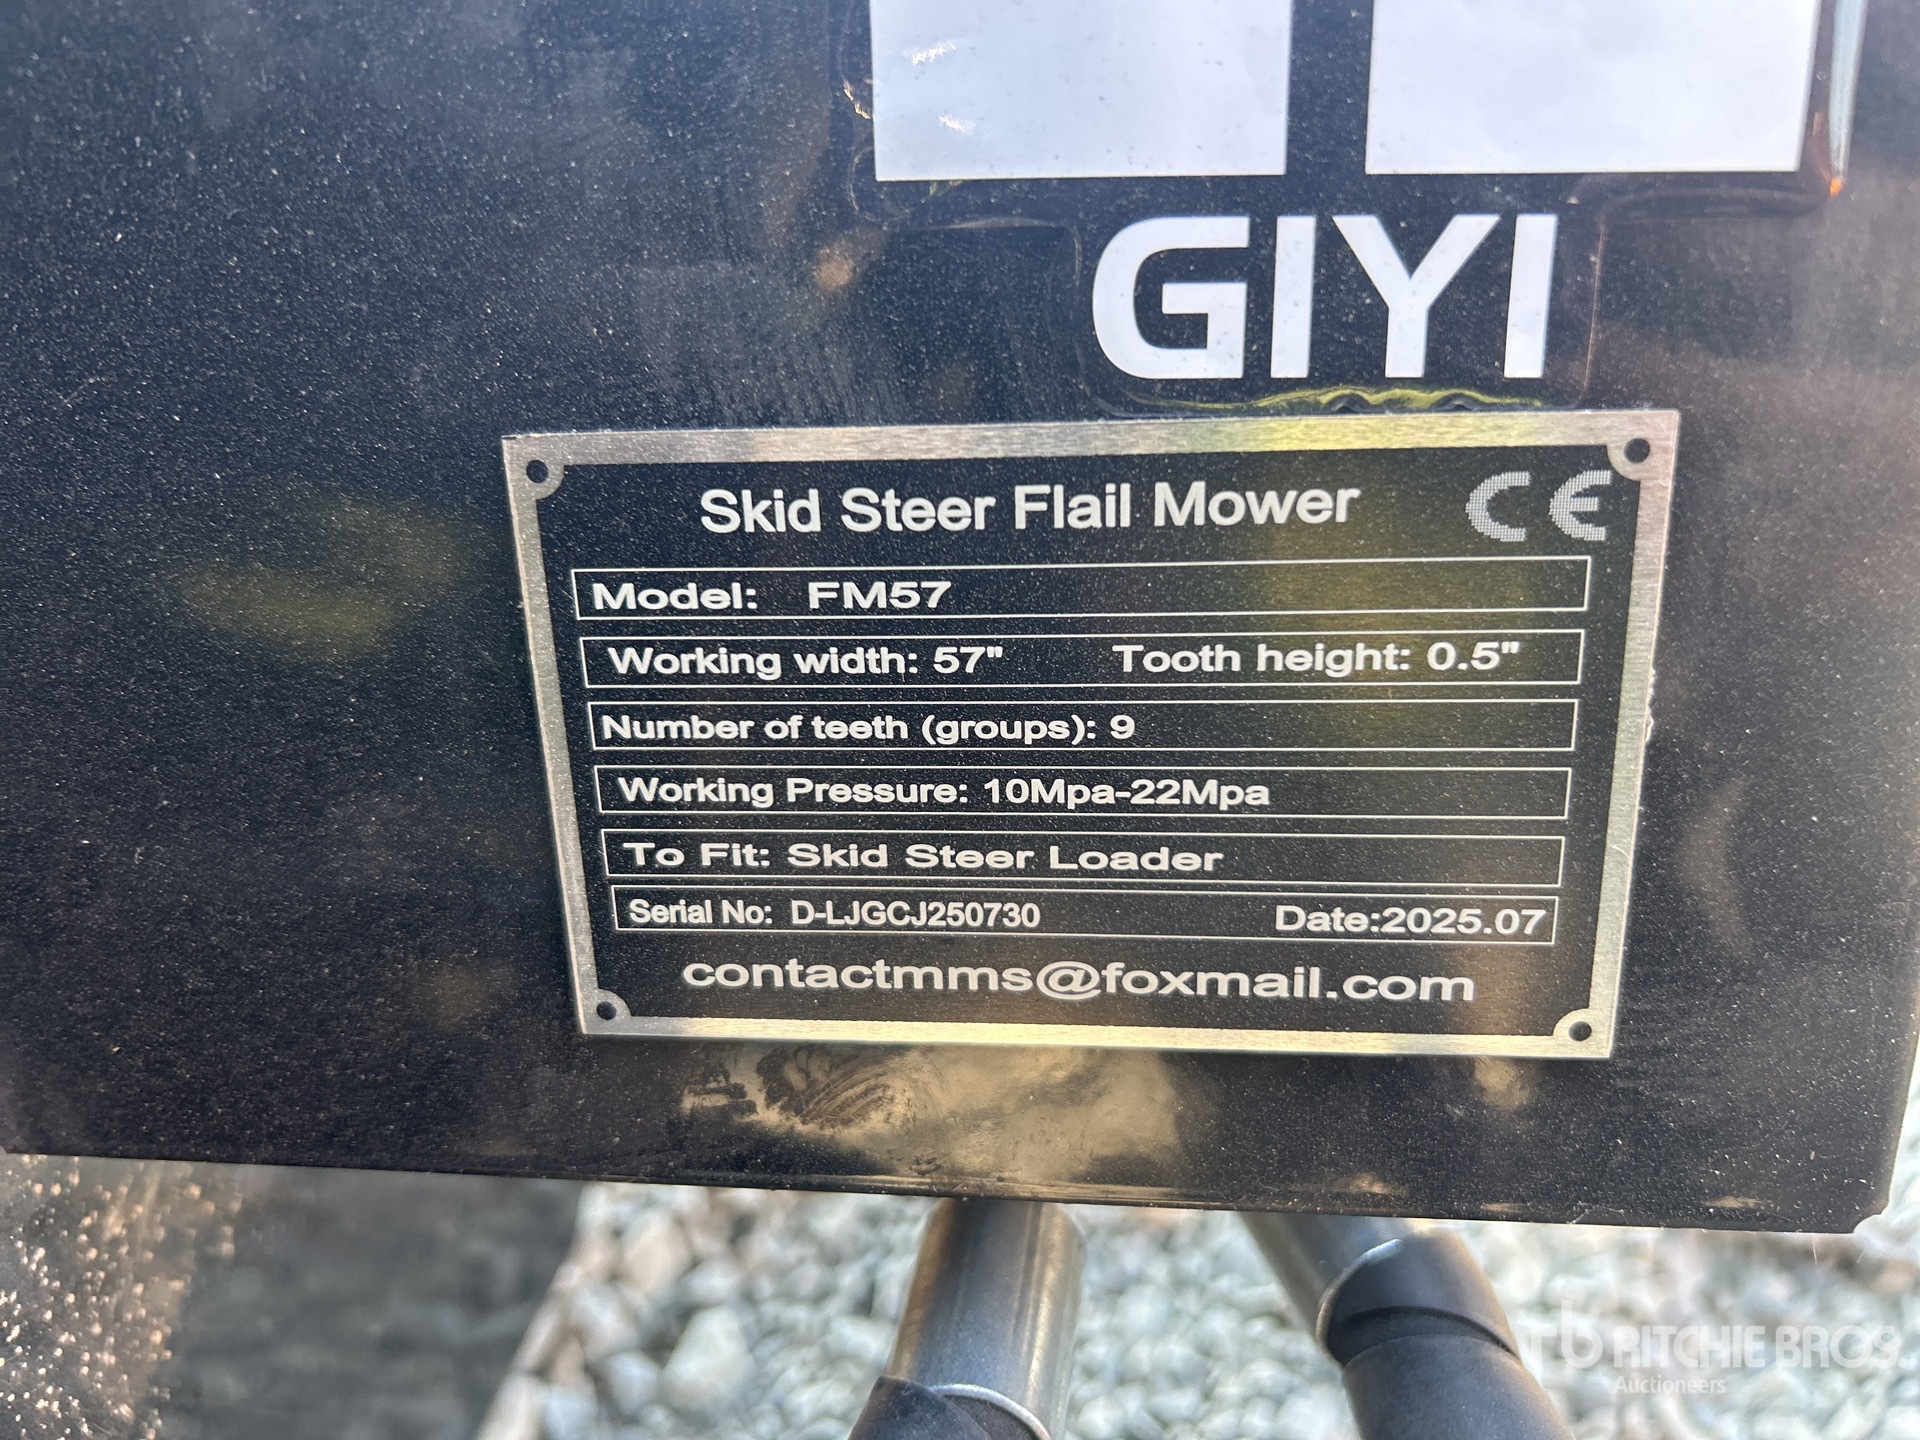 GIYI
Skid Steer Flail Mower CE
Model: FM57
Working width: 57" Tooth height: 0.5"
Number of teeth (groups): 9
Working Pressure: 10Mpa-22Mpa
To Fit: Skid Steer Loader
Serial No: D-LJGCJ250730 Date:2025.07
contactmms@foxmail.com
rb RITCHIE BROS.
Auctioneers